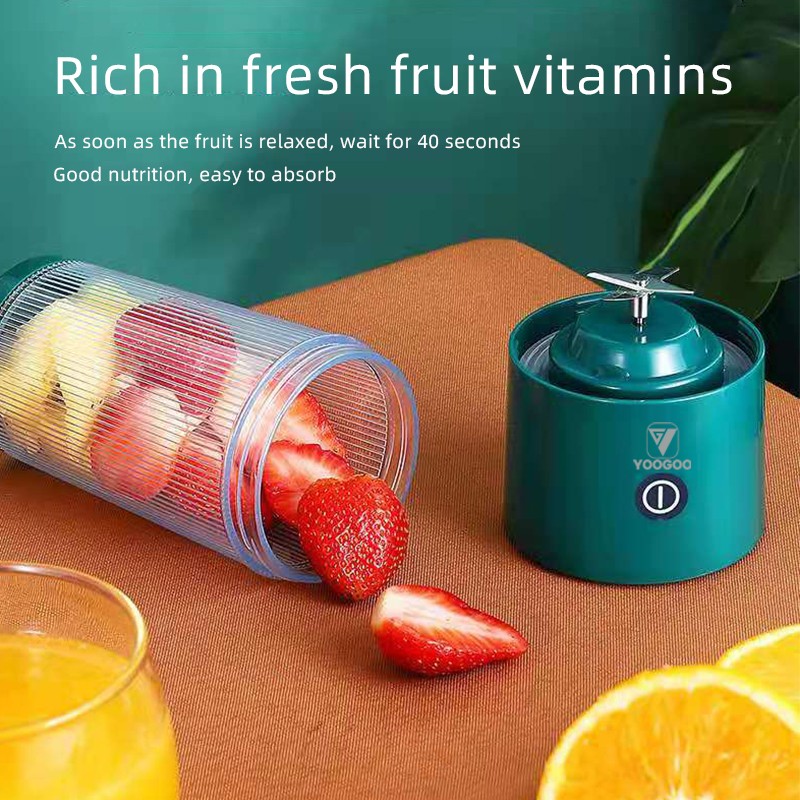 Rich in fresh fruit vitamins
As soon as the fruit is relaxed, wait for 40 seconds
Good nutrition, easy to absorb
YOOGOO